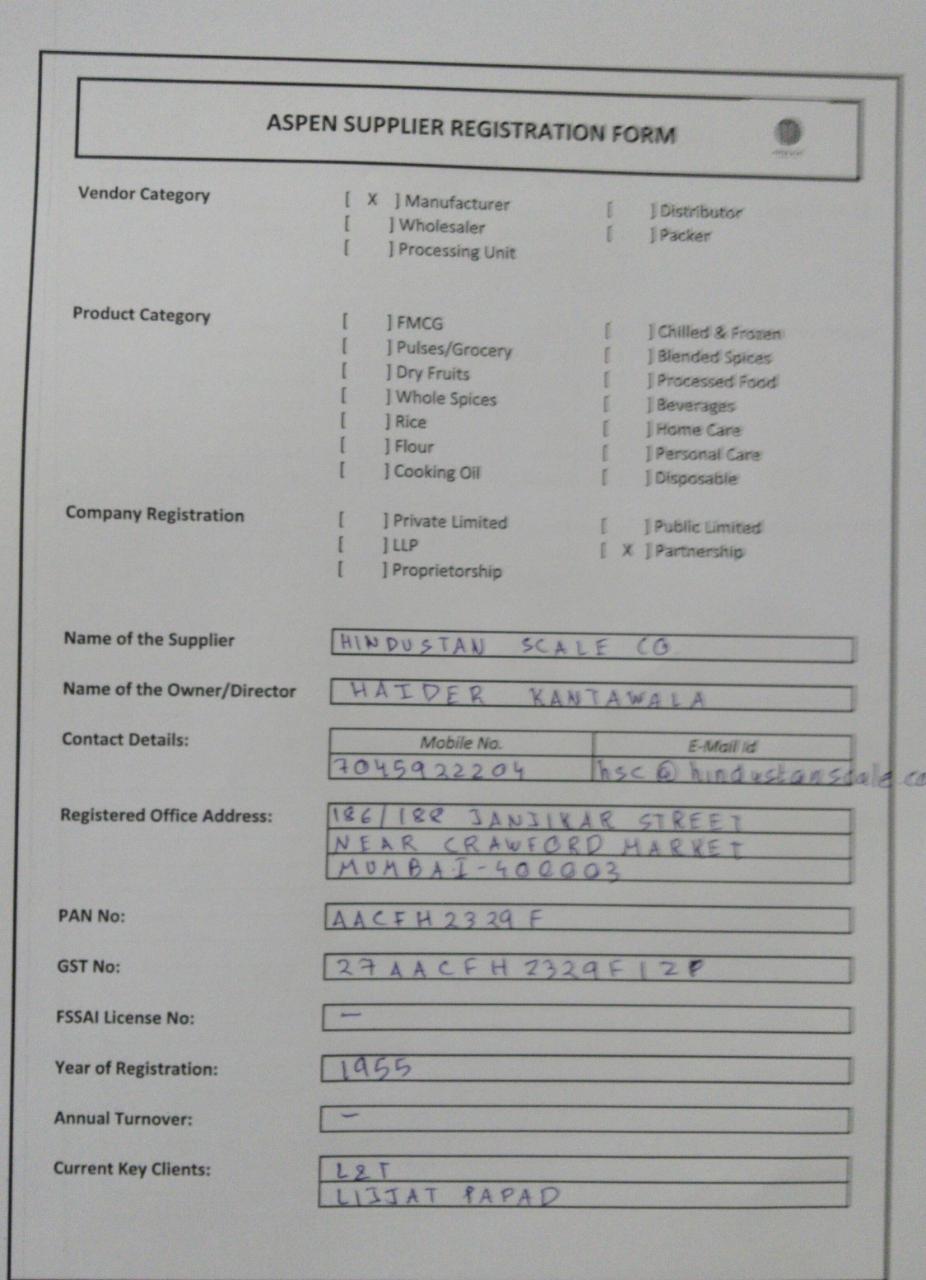 ASPEN SUPPLIER REGISTRATION FORM
Vendor Category
[ X ] Manufacturer [ ] Distributor
[ ] Wholesaler [ ] Packer
[ ] Processing Unit
Product Category
[ ] FMCG [ ] Chilled & Frozen
[ ] Pulses/Grocery [ ] Blended Spices
[ ] Dry Fruits [ ] Processed Food
[ ] Whole Spices [ ] Beverages
[ ] Rice [ ] Home Care
[ ] Flour [ ] Personal Care
[ ] Cooking Oil [ ] Disposable
Company Registration
[ ] Private Limited [ ] Public Limited
[ ] LLP [ X ] Partnership
[ ] Proprietorship
Name of the Supplier HINDUSTAN SCALE CO
Name of the Owner/Director HAIDER KANTAWALA
Contact Details: Mobile No. E-Mail id
7045922204 hsc@hindustanscale.co
Registered Office Address: 186/188 JANJIKAR STREET
NEAR CRAWFORD MARKET
MUMBAI-400003
PAN No: AACFH2329F
GST No: 27AACFH2329F1ZP
FSSAI License No: —
Year of Registration: 1955
Annual Turnover: —
Current Key Clients: L&T
LIJJAT PAPAD